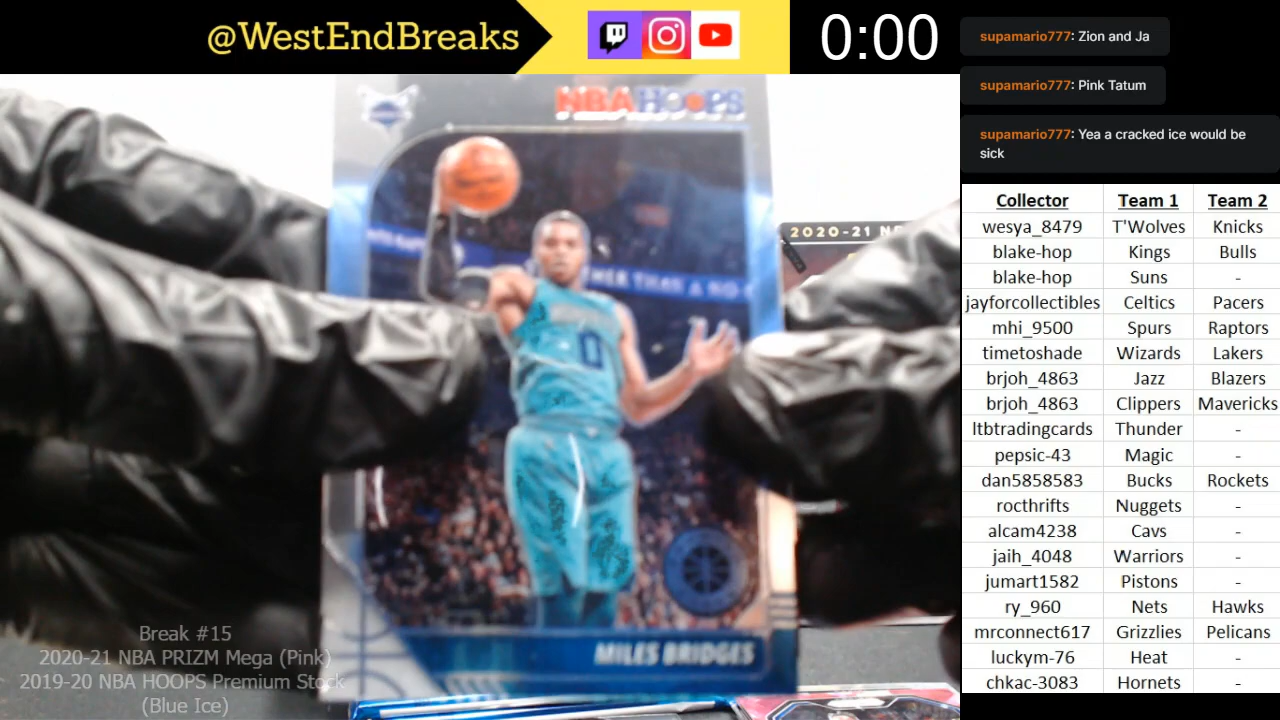 @WestEndBreaks
0:00
supamario777: Zion and Ja
supamario777: Pink Tatum
supamario777: Yea a cracked ice would be
sick
NBA HOOPS
2020-21 N
0
MILES BRIDGES
Break #15
2020-21 NBA PRIZM Mega (Pink)
2019-20 NBA HOOPS Premium Stock
(Blue Ice)
Collector Team 1 Team 2
wesya_8479 T'Wolves Knicks
blake-hop Kings Bulls
blake-hop Suns -
jayforcollectibles Celtics Pacers
mhi_9500 Spurs Raptors
timetoshade Wizards Lakers
brjoh_4863 Jazz Blazers
brjoh_4863 Clippers Mavericks
ltbtradingcards Thunder -
pepsic-43 Magic -
dan5858583 Bucks Rockets
rocthrifts Nuggets -
alcam4238 Cavs -
jaih_4048 Warriors -
jumart1582 Pistons -
ry_960 Nets Hawks
mrconnect617 Grizzlies Pelicans
luckym-76 Heat -
chkac-3083 Hornets -